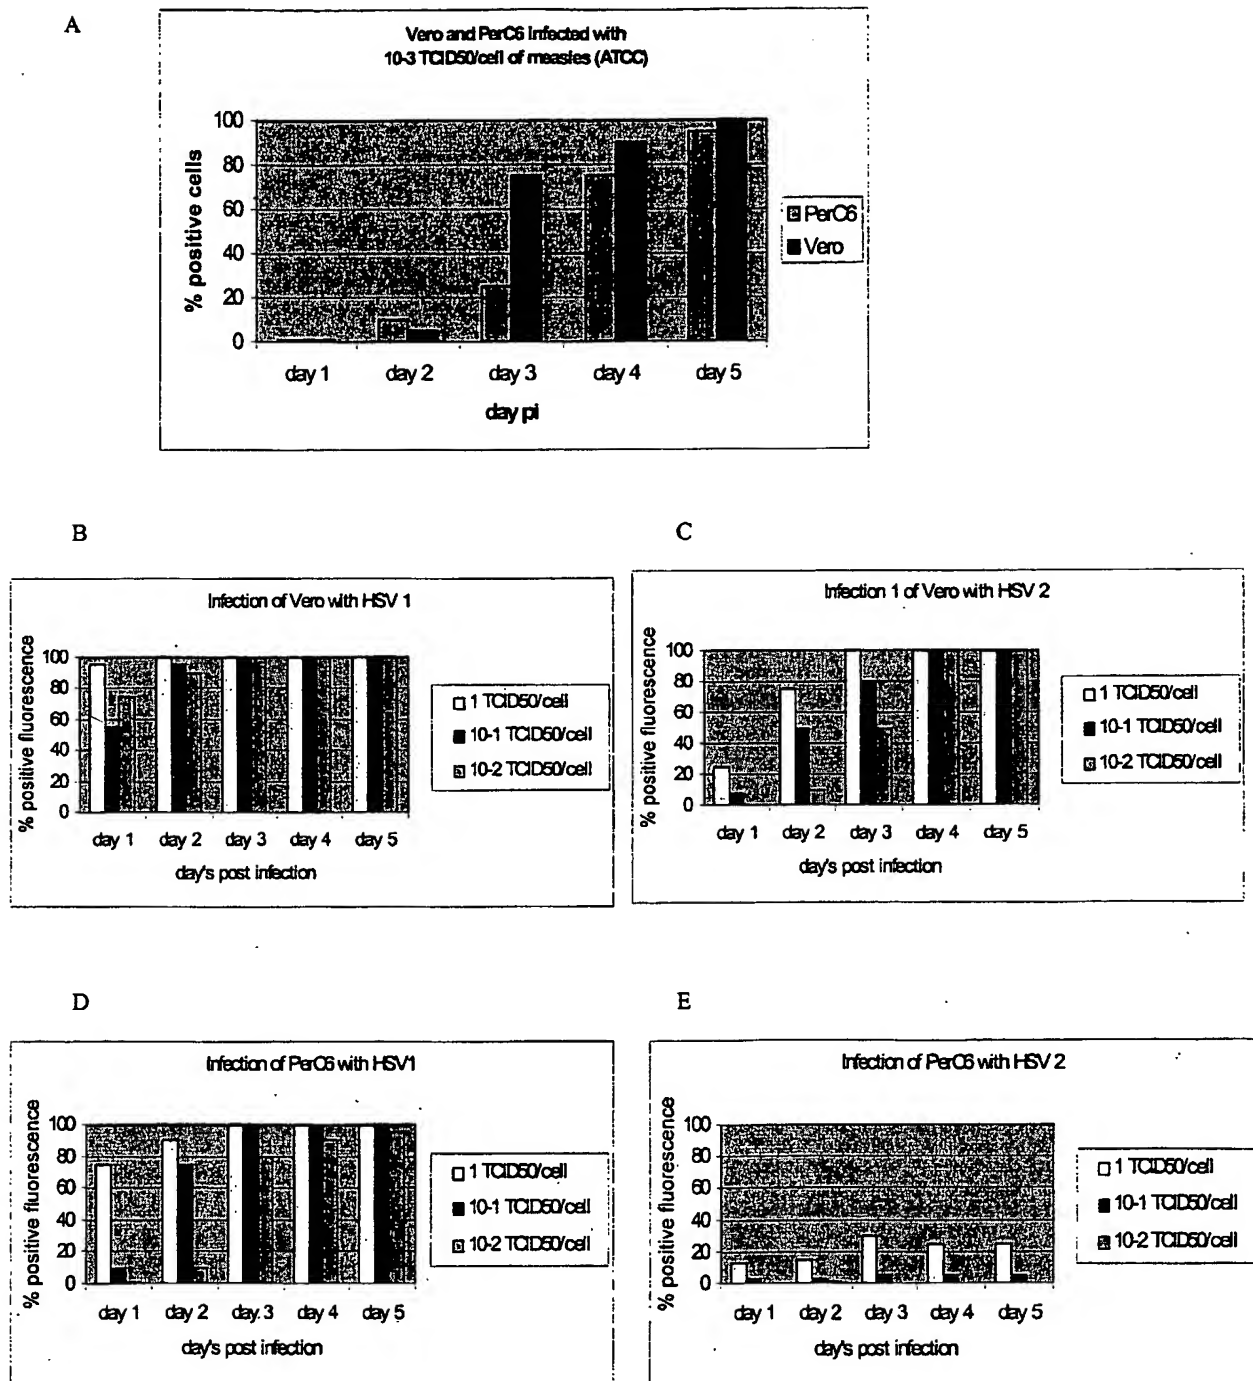 A
Vero and PerC6 Infected with
10-3 TCID50/cell of measles (ATCC)
% positive cells
100
80
60
40
20
0
day 1 day 2 day 3 day 4 day 5
day pi
PerC6
Vero
B
Infection of Vero with HSV 1
% positive fluorescence
100
80
60
40
20
0
day 1 day 2 day 3 day 4 day 5
day's post infection
1 TCID50/cell
10-1 TCID50/cell
10-2 TCID50/cell
C
Infection 1 of Vero with HSV 2
% positive fluorescence
100
80
60
40
20
0
day 1 day 2 day 3 day 4 day 5
day's post infection
1 TCID50/cell
10-1 TCID50/cell
10-2 TCID50/cell
D
Infection of PerC6 with HSV1
% positive fluorescence
100
80
60
40
20
0
day 1 day 2 day 3 day 4 day 5
day's post infection
1 TCID50/cell
10-1 TCID50/cell
10-2 TCID50/cell
E
Infection of PerC6 with HSV 2
% positive fluorescence
100
80
60
40
20
0
day 1 day 2 day 3 day 4 day 5
day's post infection
1 TCID50/cell
10-1 TCID50/cell
10-2 TCID50/cell